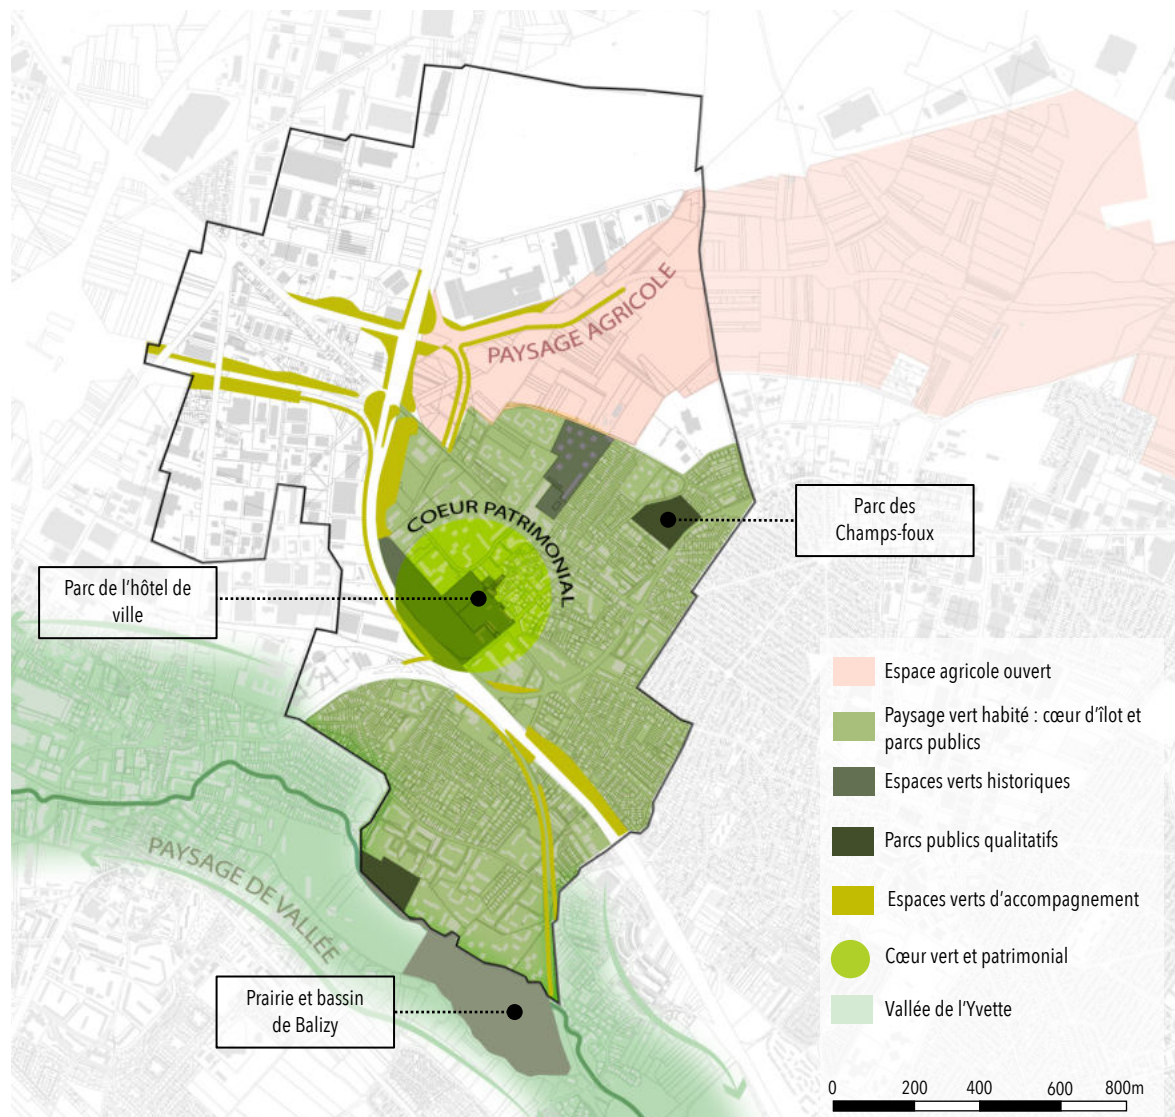 PAYSAGE AGRICOLE
COEUR PATRIMONIAL
Parc des
Champs-foux
Parc de l'hôtel de
ville
PAYSAGE DE VALLÉE
Prairie et bassin
de Balizy
Espace agricole ouvert
Paysage vert habité : cœur d'îlot et
parcs publics
Espaces verts historiques
Parcs publics qualitatifs
Espaces verts d'accompagnement
Cœur vert et patrimonial
Vallée de l'Yvette
0 200 400 600 800m